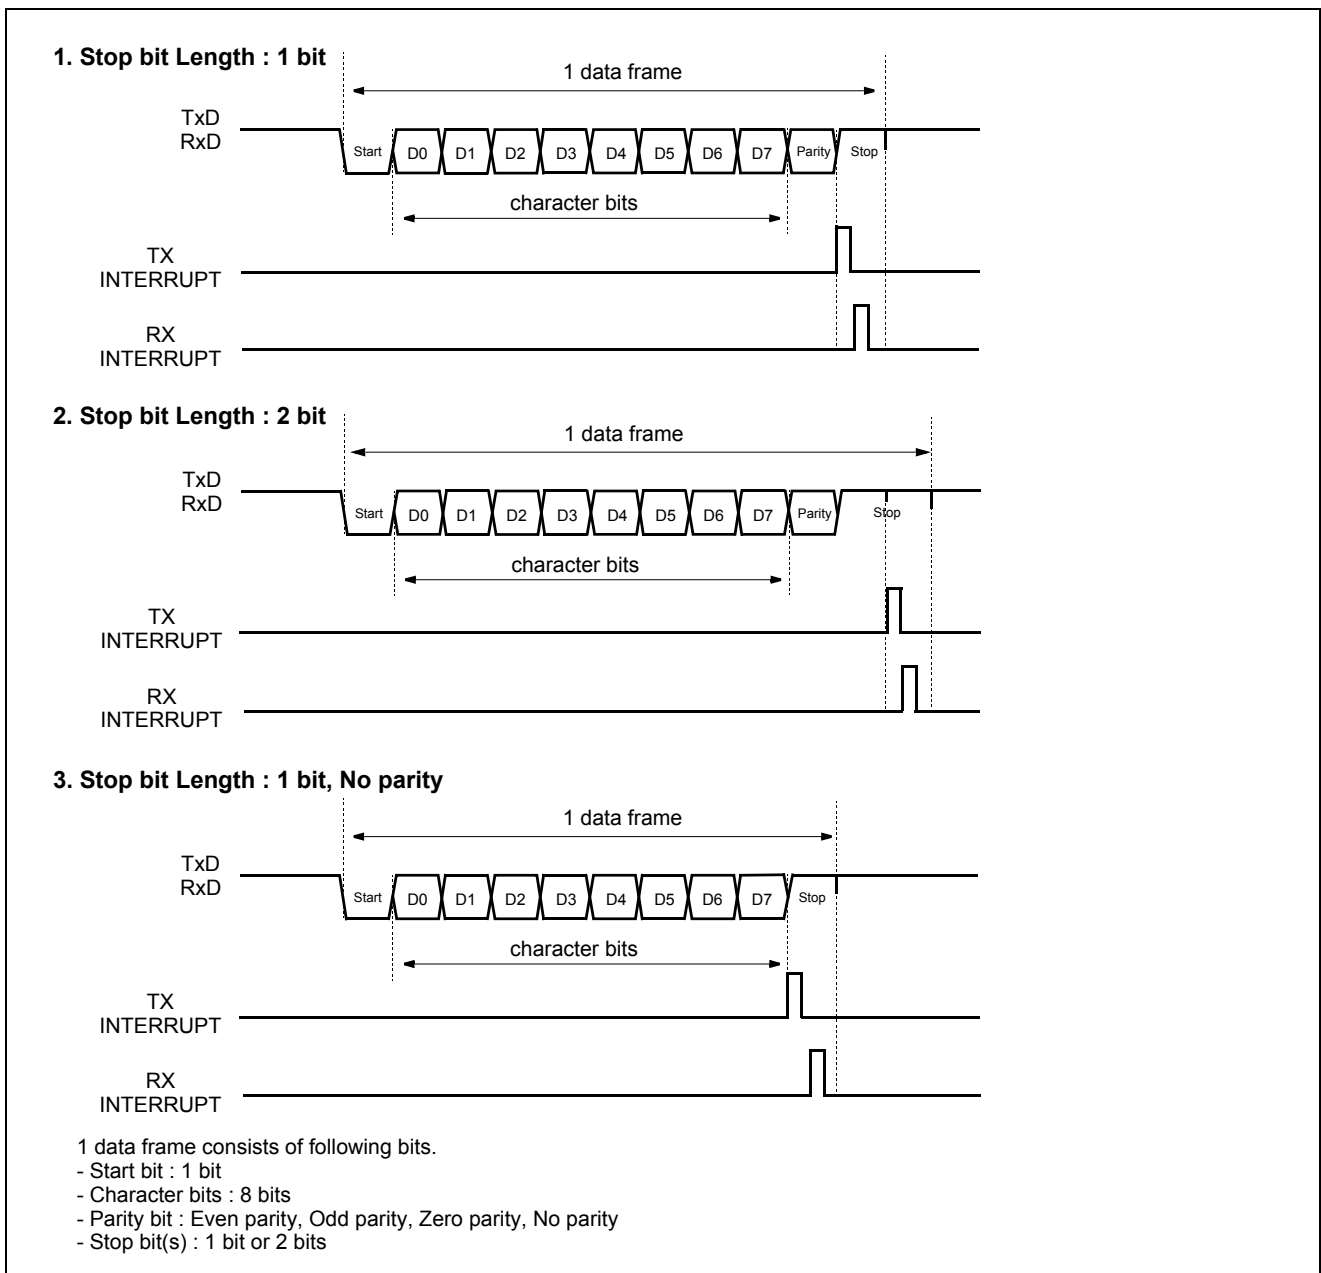 1. Stop bit Length : 1 bit
1 data frame
TxD
RxD
Start D0 D1 D2 D3 D4 D5 D6 D7 Parity Stop
character bits
TX
INTERRUPT
RX
INTERRUPT
2. Stop bit Length : 2 bit
1 data frame
TxD
RxD
Start D0 D1 D2 D3 D4 D5 D6 D7 Parity Stop
character bits
TX
INTERRUPT
RX
INTERRUPT
3. Stop bit Length : 1 bit, No parity
1 data frame
TxD
RxD
Start D0 D1 D2 D3 D4 D5 D6 D7 Stop
character bits
TX
INTERRUPT
RX
INTERRUPT
1 data frame consists of following bits.
- Start bit : 1 bit
- Character bits : 8 bits
- Parity bit : Even parity, Odd parity, Zero parity, No parity
- Stop bit(s) : 1 bit or 2 bits